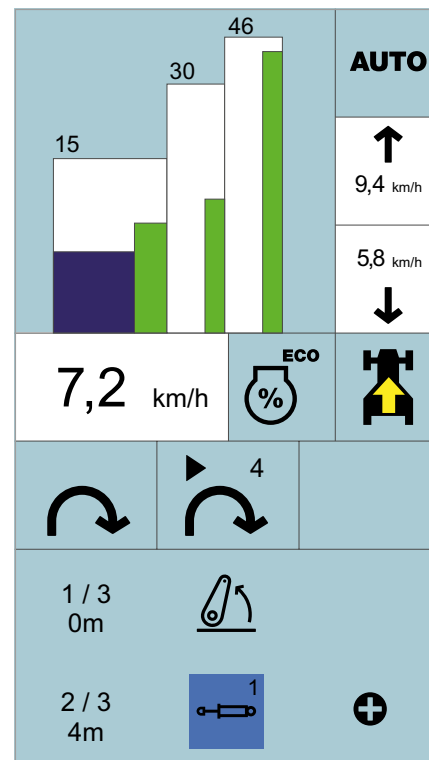 46
30
15
AUTO
9,4 km/h
5,8 km/h
7,2 km/h
ECO
%
4
1 / 3
0m
1
2 / 3
4m